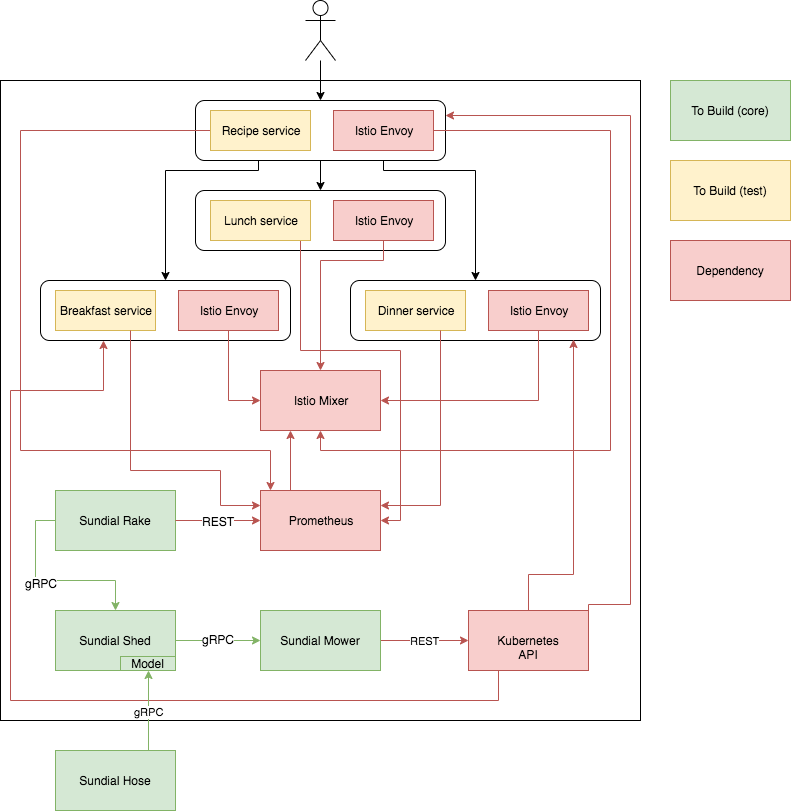 Recipe service
Istio Envoy
To Build (core)
Lunch service
Istio Envoy
To Build (test)
Dependency
Breakfast service
Istio Envoy
Dinner service
Istio Envoy
Istio Mixer
Sundial Rake
REST
Prometheus
gRPC
Sundial Shed
Model
gRPC
Sundial Mower
REST
Kubernetes
API
gRPC
Sundial Hose